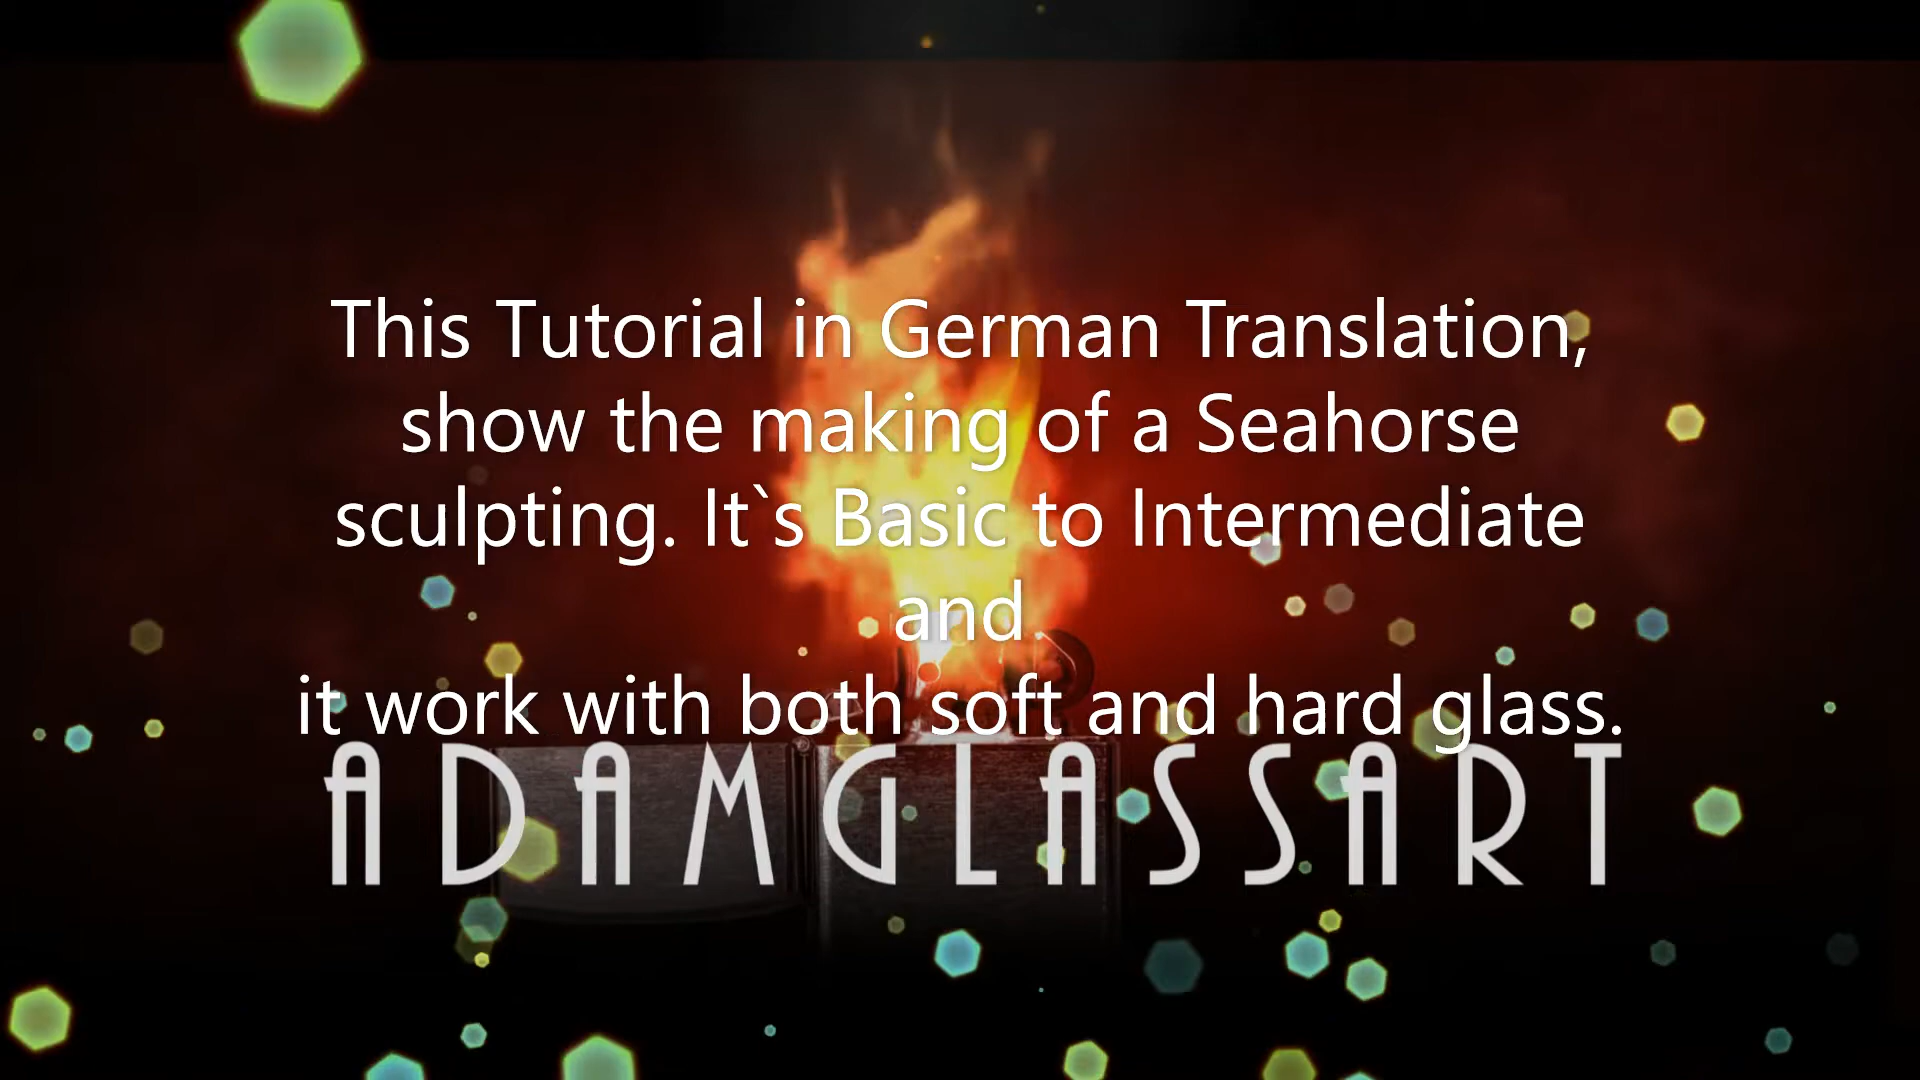 This Tutorial in German Translation,
show the making of a Seahorse
sculpting. It`s Basic to Intermediate
and
it work with both soft and hard glass.
ADAMGLASSART